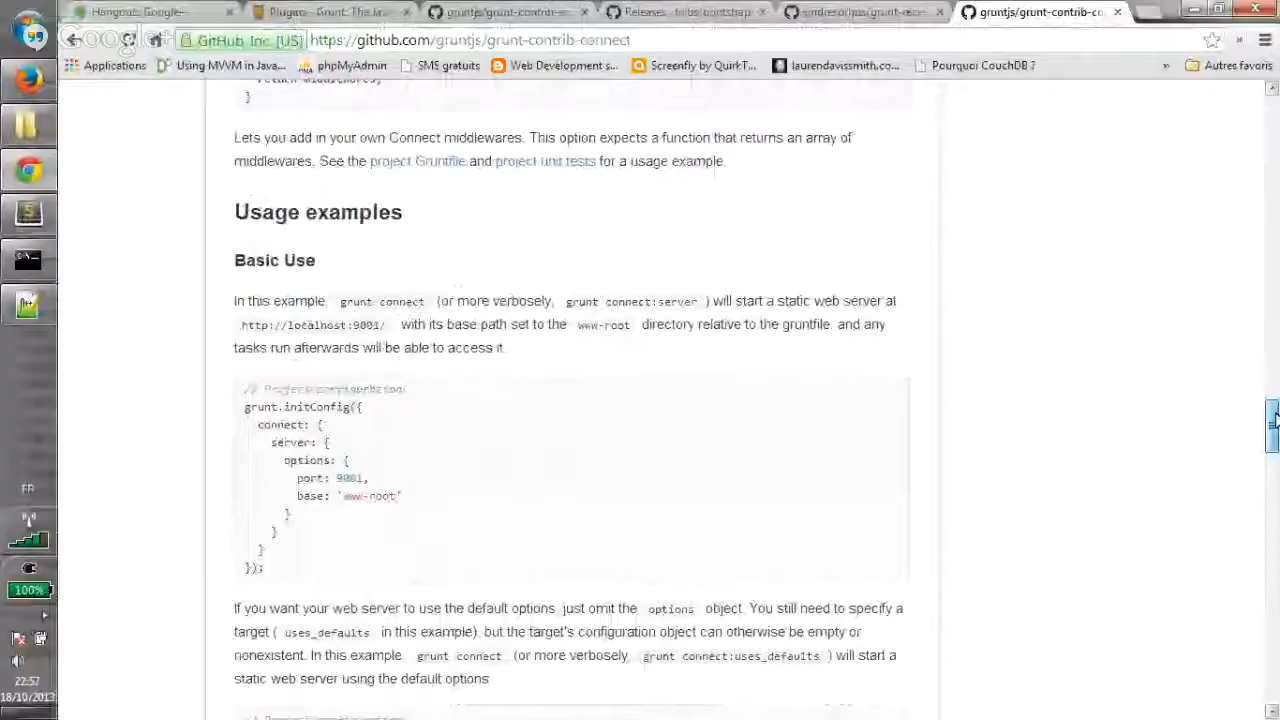 Hangout: Google-
Plugins - Grunt: The Jav
gruntjs/grunt-contrib-
Releases · twbs/bootstrap
gruntjs/grunt-contrib-co
Google+
GitHub, Inc. [US] https://github.com/gruntjs/grunt-contrib-connect
Applications Using MWM in Java... phpMyAdmin SMS gratuits Web Development s... Screenfly by QuirkT... laurendavissmith.co... Pourquoi CouchDB ? » Autres favoris
}
Lets you add in your own Connect middlewares. This option expects a function that returns an array of
middlewares. See the project Gruntfile and project unit tests for a usage example.
Usage examples
Basic Use
In this example, grunt connect (or more verbosely, grunt connect:server ) will start a static web server at
http://localhost:9001/ with its base path set to the www-root directory relative to the gruntfile, and any
tasks run afterwards will be able to access it.
// Project configuration.
grunt.initConfig({
connect: {
server: {
options: {
port: 9001,
base: 'www-root'
}
}
}
});
If you want your web server to use the default options, just omit the options object. You still need to specify a
target ( uses_defaults in this example), but the target's configuration object can otherwise be empty or
nonexistent. In this example, grunt connect (or more verbosely, grunt connect:uses_defaults ) will start a
static web server using the default options.
FR
100%
22:57
18/10/2013